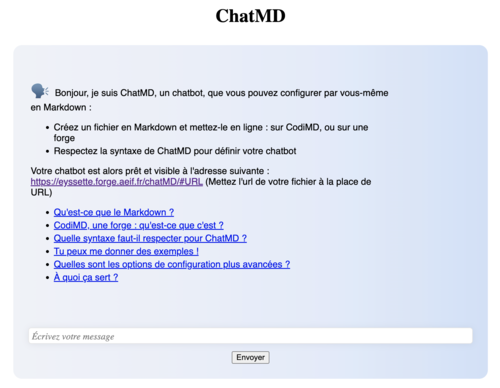 ChatMD
Bonjour, je suis ChatMD, un chatbot, que vous pouvez configurer par vous-même
en Markdown :
Créez un fichier en Markdown et mettez-le en ligne : sur CodiMD, ou sur une
forge
Respectez la syntaxe de ChatMD pour définir votre chatbot
Votre chatbot est alors prêt et visible à l'adresse suivante :
https://eyssette.forge.aeif.fr/chatMD/#URL (Mettez l'url de votre fichier à la place de
URL)
Qu'est-ce que le Markdown ?
CodiMD, une forge : qu'est-ce que c'est ?
Quelle syntaxe faut-il respecter pour ChatMD ?
Tu peux me donner des exemples !
Quelles sont les options de configuration plus avancées ?
À quoi ça sert ?
Écrivez votre message
Envoyer